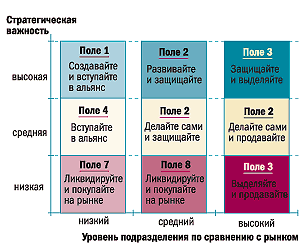 Стратегическая
важность
Поле 1
Создавайте
и вступайте
в альянс
Поле 2
Развивайте
и защищайте
Поле 3
Защищайте
и выделяйте
высокая
Поле 4
Вступайте
в альянс
Поле 2
Делайте сами
и защищайте
Поле 2
Делайте сами
и продавайте
средняя
Поле 7
Ликвидируйте
и покупайте
на рынке
Поле 8
Ликвидируйте
и покупайте
на рынке
Поле 3
Выделяйте
и продавайте
низкая
низкий
средний
высокий
Уровень подразделения по сравнению с рынком